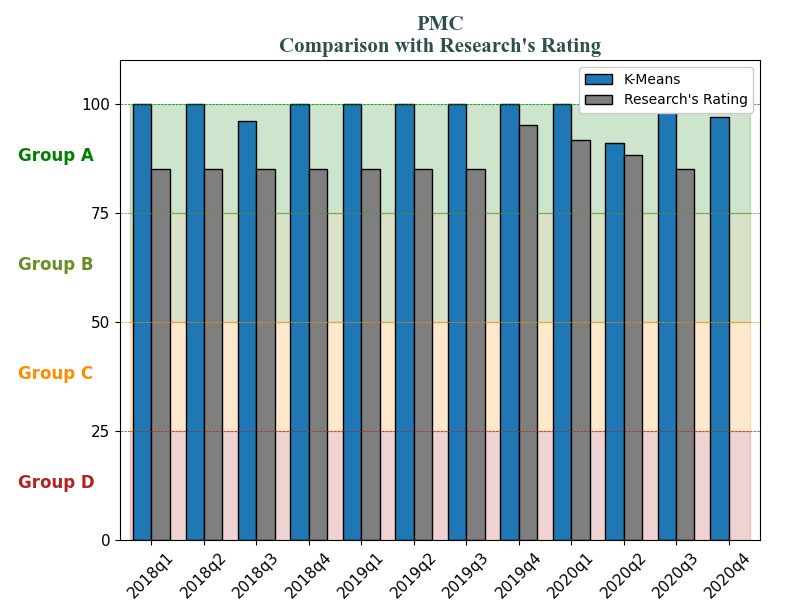 PMC
Comparison with Research's Rating
K-Means
Research's Rating
100
75
50
25
0
Group A
Group B
Group C
Group D
2018q1
2018q2
2018q3
2018q4
2019q1
2019q2
2019q3
2019q4
2020q1
2020q2
2020q3
2020q4